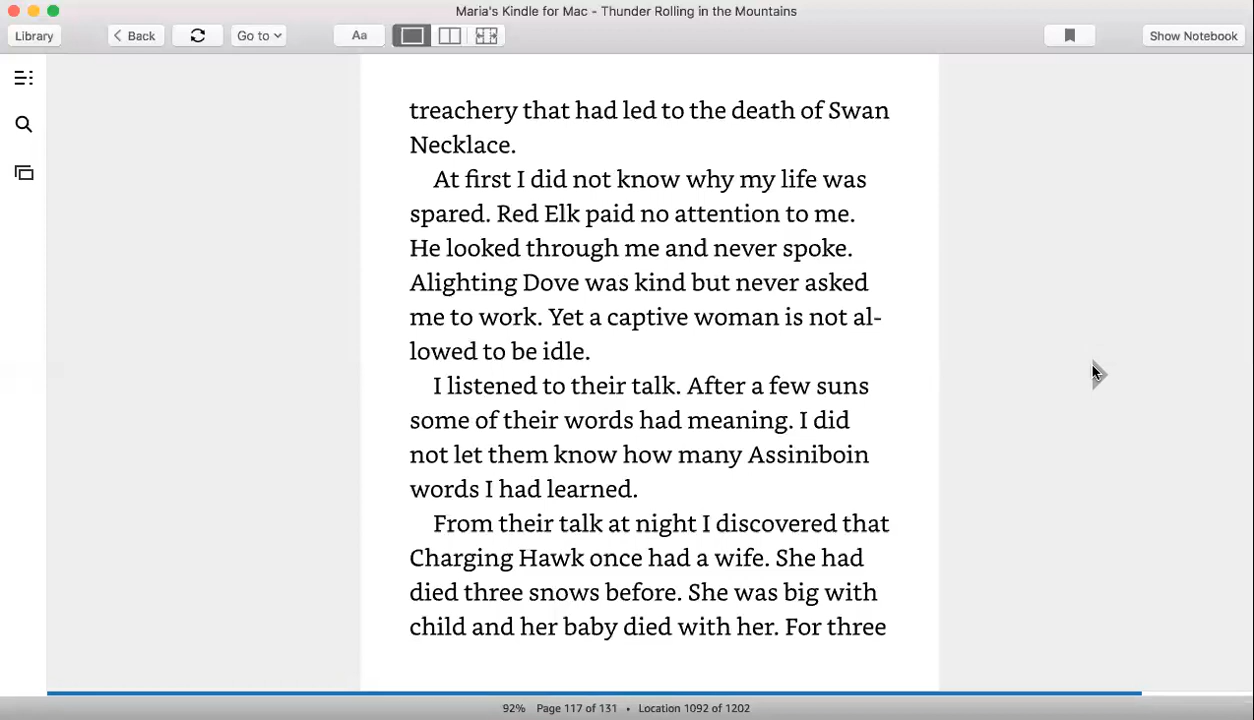 Maria's Kindle for Mac - Thunder Rolling in the Mountains
Library
Back
Go to
Aa
Show Notebook
treachery that had led to the death of Swan
Necklace.
At first I did not know why my life was
spared. Red Elk paid no attention to me.
He looked through me and never spoke.
Alighting Dove was kind but never asked
me to work. Yet a captive woman is not al-
lowed to be idle.
I listened to their talk. After a few suns
some of their words had meaning. I did
not let them know how many Assiniboin
words I had learned.
From their talk at night I discovered that
Charging Hawk once had a wife. She had
died three snows before. She was big with
child and her baby died with her. For three
92% Page 117 of 131 • Location 1092 of 1202